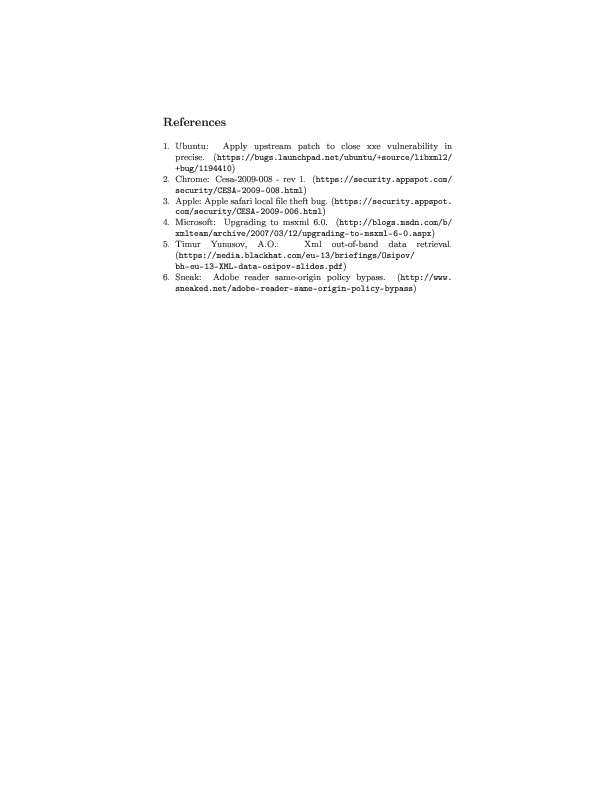 References
1. Ubuntu: Apply upstream patch to close xxe vulnerability in
precise. (https://bugs.launchpad.net/ubuntu/+source/libxml2/
+bug/1194410)
2. Chrome: Cesa-2009-008 - rev 1. (https://security.appspot.com/
security/CESA-2009-008.html)
3. Apple: Apple safari local file theft bug. (https://security.appspot.
com/security/CESA-2009-006.html)
4. Microsoft: Upgrading to msxml 6.0. (http://blogs.msdn.com/b/
xmlteam/archive/2007/03/12/upgrading-to-msxml-6-0.aspx)
5. Timur Yunusov, A.O.: Xml out-of-band data retrieval.
(https://media.blackhat.com/eu-13/briefings/Osipov/
bh-eu-13-XML-data-osipov-slides.pdf)
6. Sneak: Adobe reader same-origin policy bypass. (http://www.
sneaked.net/adobe-reader-same-origin-policy-bypass)